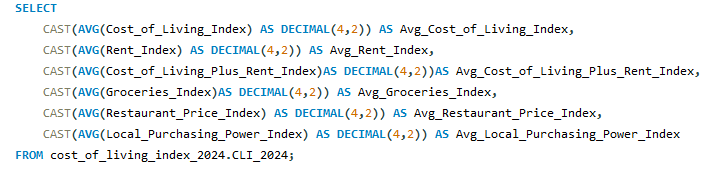 SELECT
CAST(AVG(Cost_of_Living_Index) AS DECIMAL(4,2)) AS Avg_Cost_of_Living_Index,
CAST(AVG(Rent_Index) AS DECIMAL(4,2)) AS Avg_Rent_Index,
CAST(AVG(Cost_of_Living_Plus_Rent_Index)AS DECIMAL(4,2))AS Avg_Cost_of_Living_Plus_Rent_Index,
CAST(AVG(Groceries_Index)AS DECIMAL(4,2)) AS Avg_Groceries_Index,
CAST(AVG(Restaurant_Price_Index) AS DECIMAL(4,2)) AS Avg_Restaurant_Price_Index,
CAST(AVG(Local_Purchasing_Power_Index) AS DECIMAL(4,2)) AS Avg_Local_Purchasing_Power_Index
FROM cost_of_living_index_2024.CLI_2024;